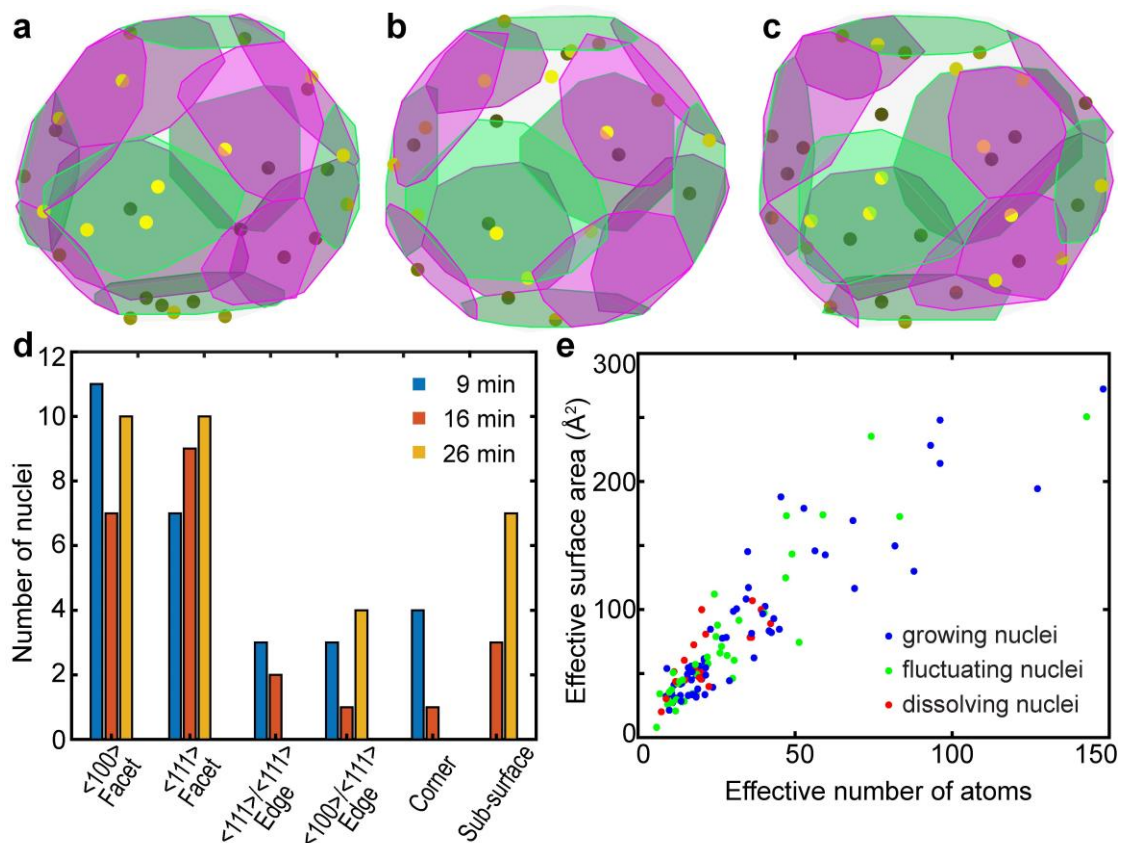 a b c
d
12
10
8
6
4
2
0
Number of nuclei
9 min
16 min
26 min
<100>
Facet
<111>
Facet
<111>/<111>
Edge
<100>/<111>
Edge
Corner
Sub-surface
e
300
200
100
0
Effective surface area (Å²)
growing nuclei
fluctuating nuclei
dissolving nuclei
0 50 100 150
Effective number of atoms